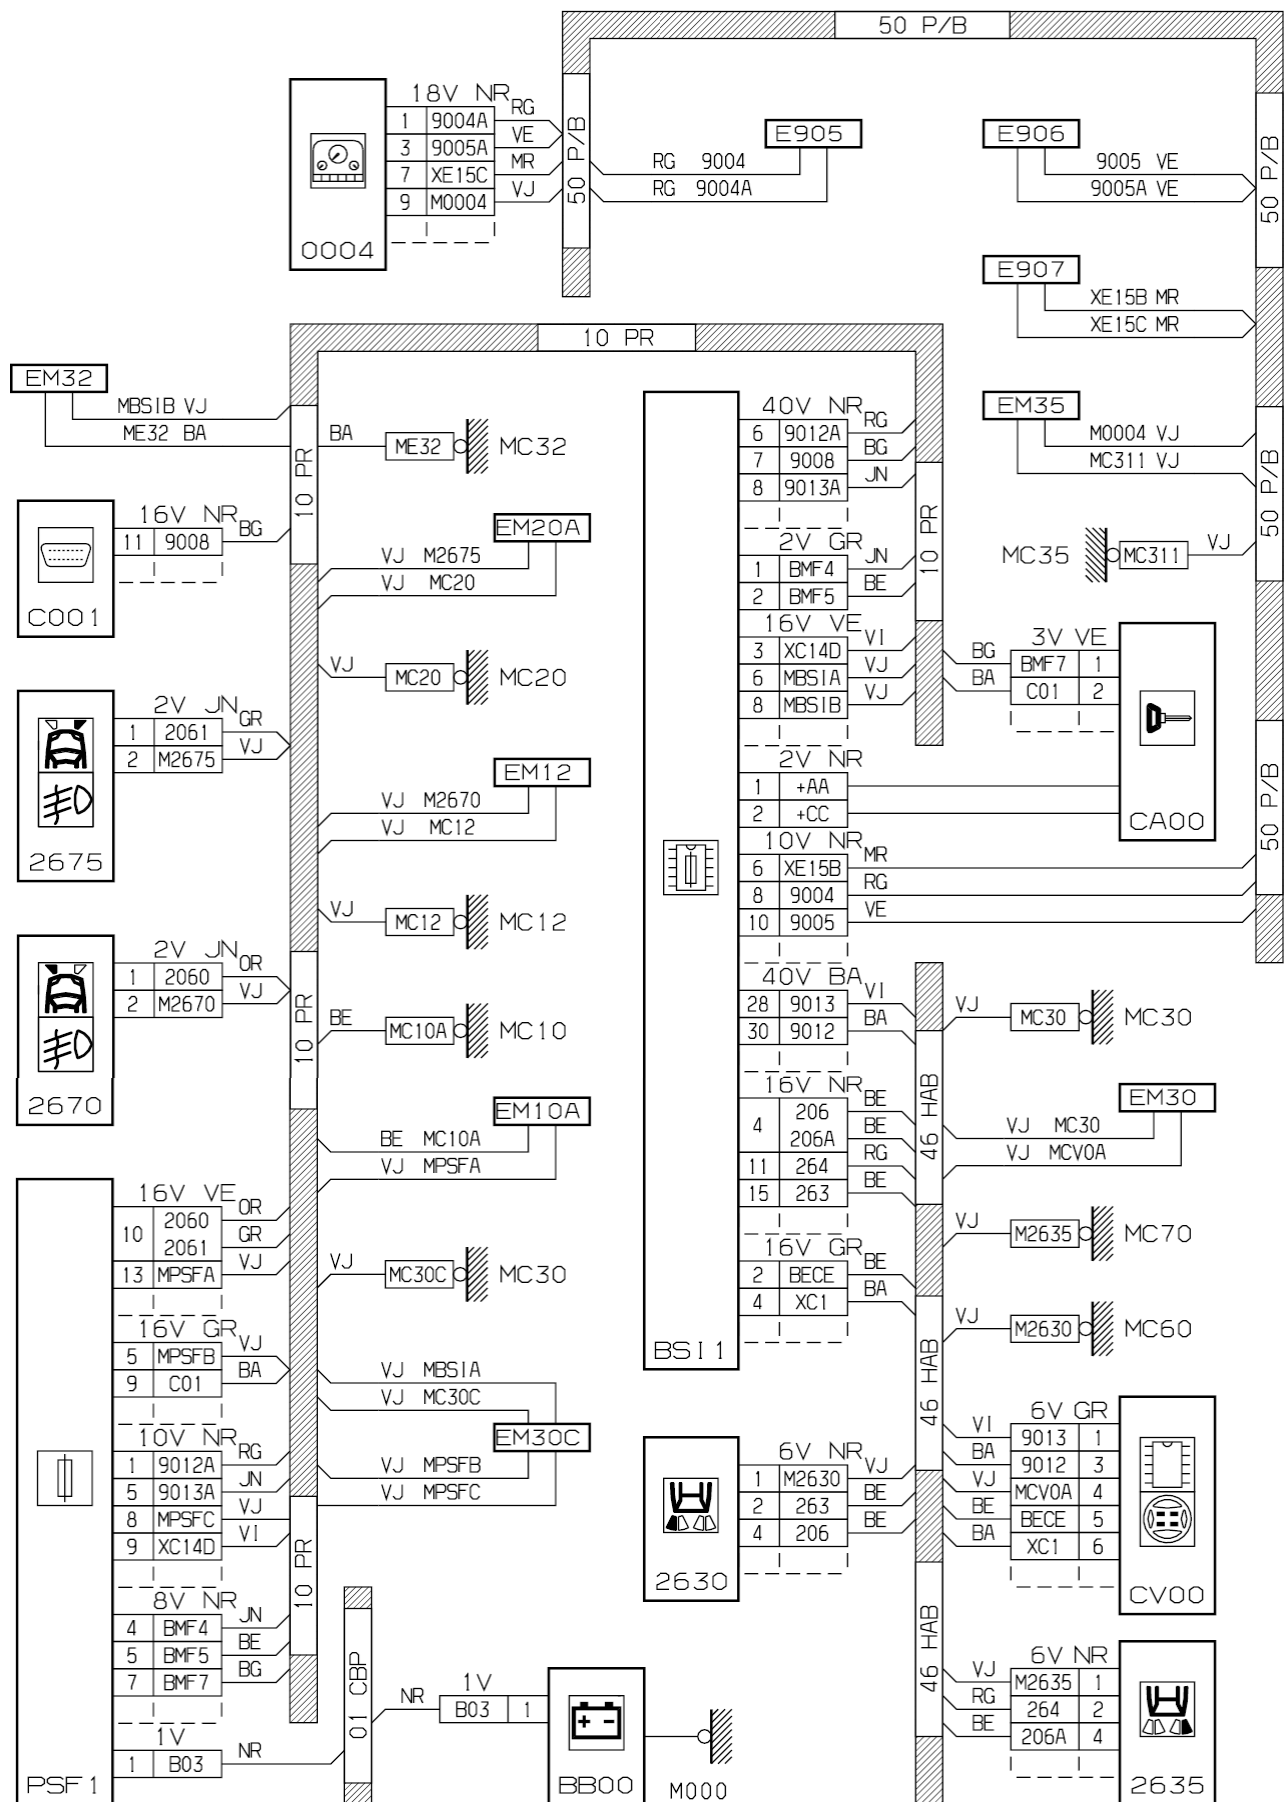 50 P/B
18V NR
1 9004A RG
3 9005A VE
7 XE15C MR
9 M0004 VJ
0004
50 P/B
E905
RG 9004
RG 9004A
E906
9005 VE
9005A VE
50 P/B
E907
XE15B MR
XE15C MR
10 PR
EM32
MBSIB VJ
ME32 BA
10 PR
BA ME32 MC32
16V NR
11 9008 BG
C001
EM20A
VJ M2675
VJ MC20
VJ MC20 MC20
2V JN
1 2061 GR
2 M2675 VJ
2675
EM12
VJ M2670
VJ MC12
VJ MC12 MC12
2V JN
1 2060 OR
2 M2670 VJ
2670
10 PR
BE MC10A MC10
EM10A
BE MC10A
VJ MPSFA
16V VE
10 2060 OR
2061 GR
13 MPSFA VJ
VJ MC30C MC30
16V GR
5 MPSFB VJ
9 C01 BA
VJ MBSIA
VJ MC30C
EM30C
VJ MPSFB
VJ MPSFC
10V NR
1 9012A RG
5 9013A JN
8 MPSFC VJ
9 XC14D VI
10 PR
8V NR
4 BMF4 JN
5 BMF5 BE
7 BMF7 BG
1V
1 B03 NR
PSF1
01 CBP
NR 1V
B03 1
BB00
M000
40V NR
6 9012A RG
7 9008 BG
8 9013A JN
2V GR
1 BMF4 JN
2 BMF5 BE
16V VE
3 XC14D VI
6 MBSIA VJ
8 MBSIB VJ
2V NR
1 +AA
2 +CC
10V NR
6 XE15B MR
8 9004 RG
10 9005 VE
40V BA
28 9013 VI
30 9012 BA
16V NR
4 206 BE
206A BE
11 264 RG
15 263 BE
16V GR
2 BECE BE
4 XC1 BA
BSI1
10 PR
EM35
M0004 VJ
MC311 VJ
50 P/B
MC35 MC311 VJ
3V VE
BG BMF7 1
BA C01 2
CA00
50 P/B
VJ MC30 MC30
46 HAB
EM30
VJ MC30
VJ MCV0A
VJ M2635 MC70
VJ M2630 MC60
46 HAB
6V GR
VI 9013 1
BA 9012 3
VJ MCV0A 4
BE BECE 5
BA XC1 6
CV00
6V NR
1 M2630 VJ
2 263 BE
4 206 BE
2630
46 HAB
6V NR
VJ M2635 1
RG 264 2
BE 206A 4
2635